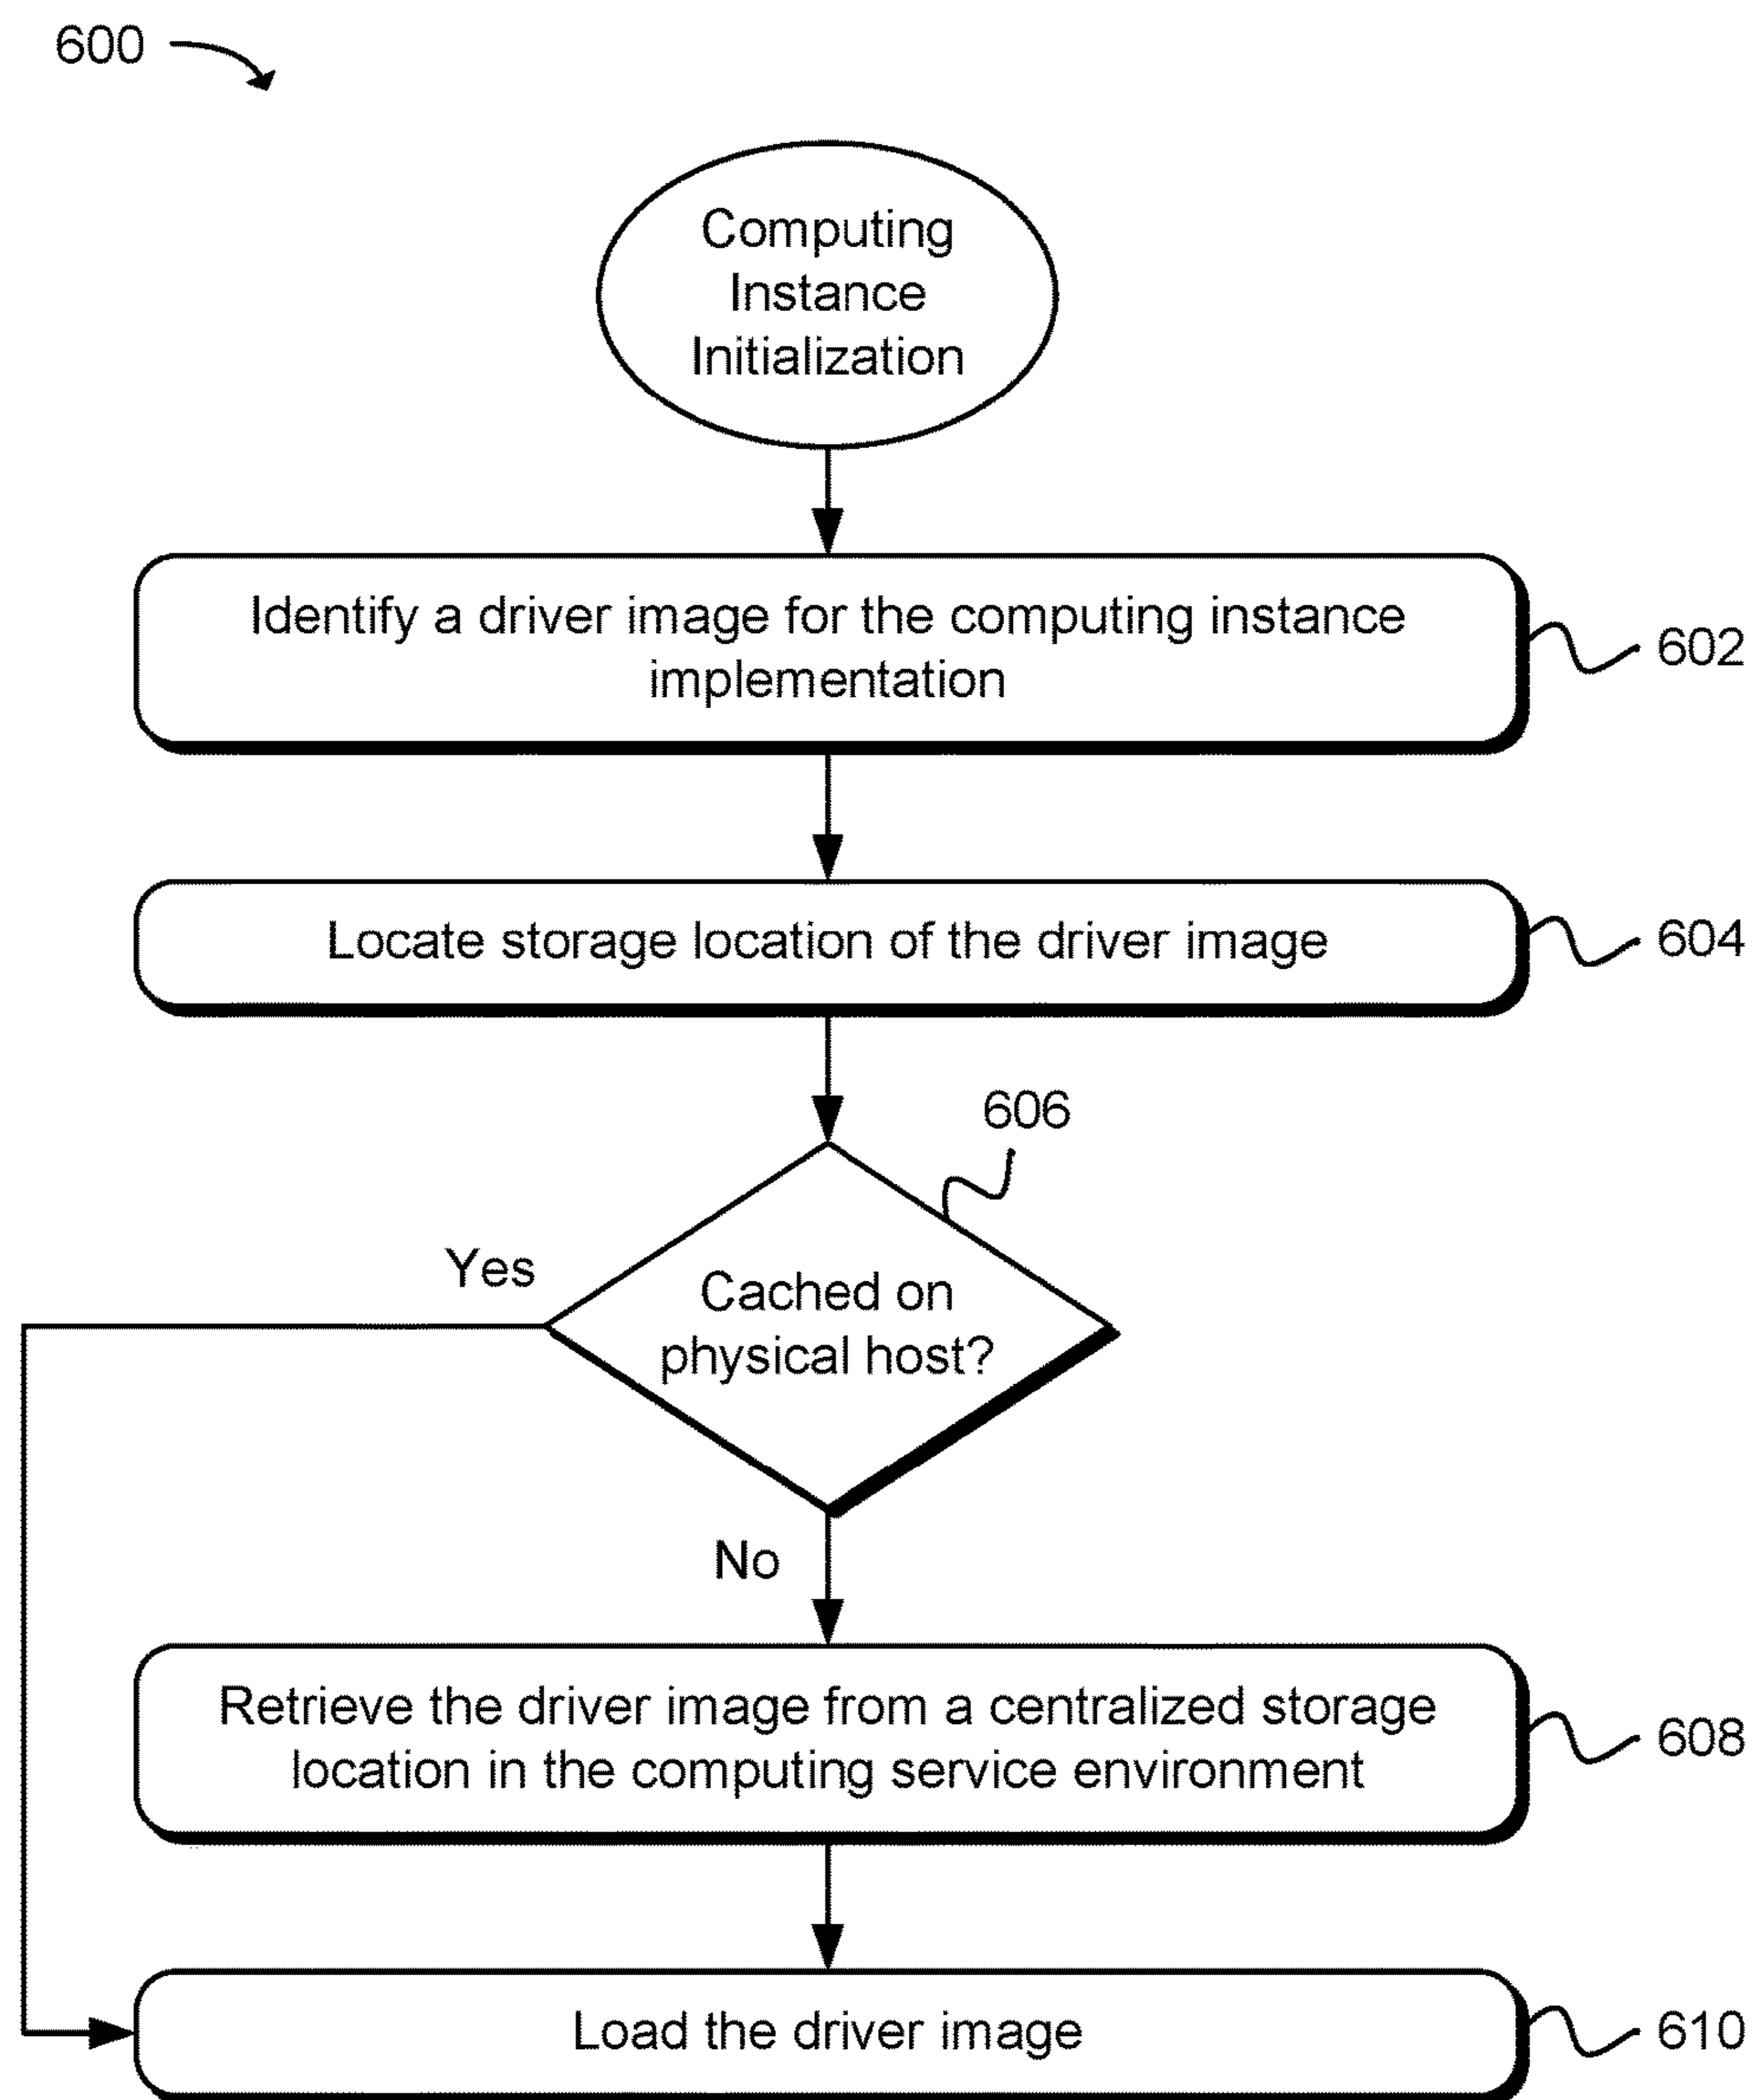 600
Computing
Instance
Initialization
Identify a driver image for the computing instance
implementation
602
Locate storage location of the driver image
604
606
Yes
Cached on
physical host?
No
Retrieve the driver image from a centralized storage
location in the computing service environment
608
Load the driver image
610